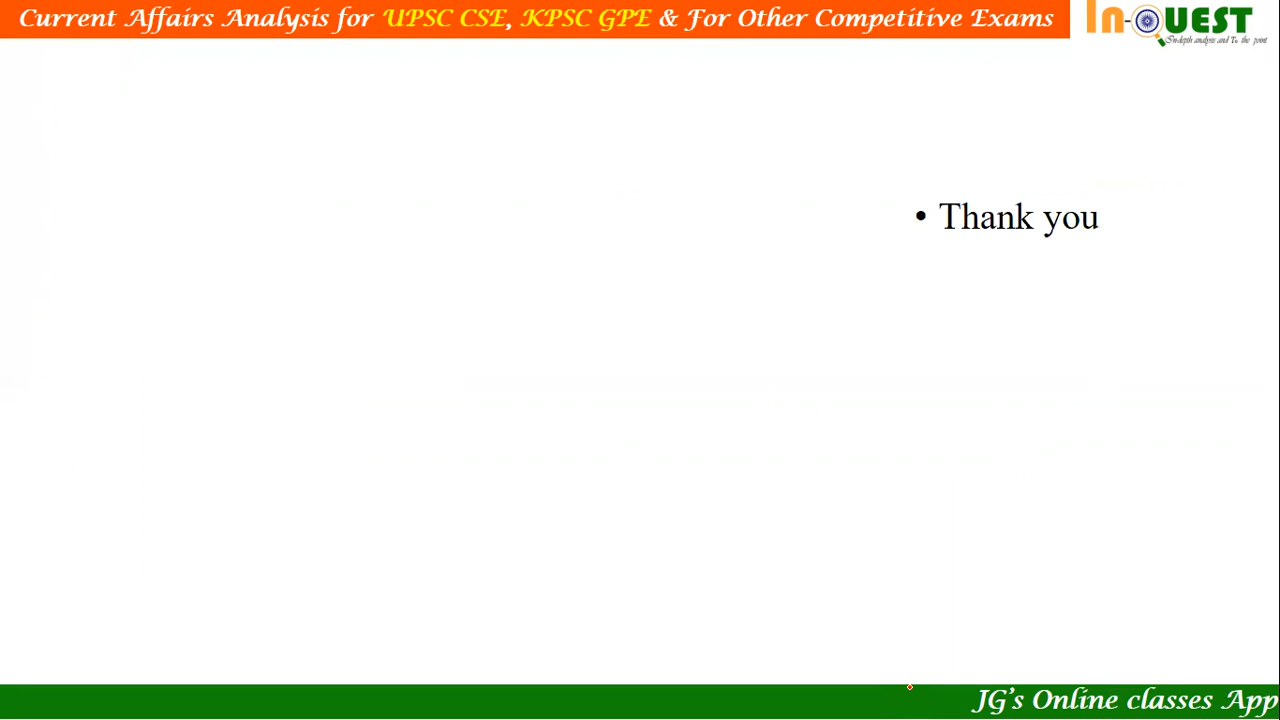 Current Affairs Analysis for UPSC CSE, KPSC GPE & For Other Competitive Exams
In-QUEST
In-depth analysis and To the point
• Thank you
JG's Online classes App